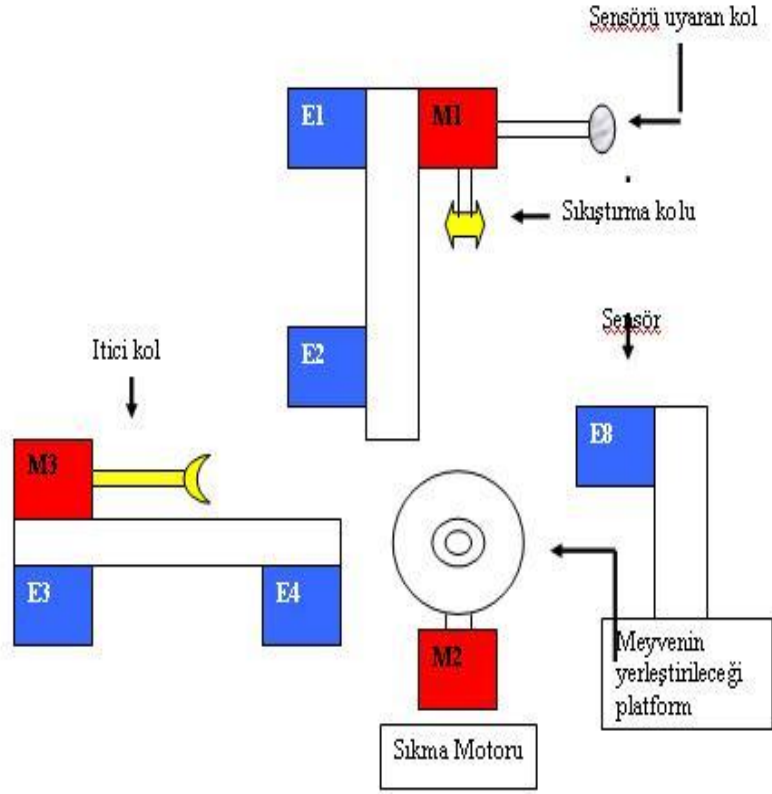 Sensörü uyaran kol
E1
M1
Sıkıştırma kolu
Sensör
E2
Itici kol
E8
M3
E3
E4
M2
Meyvenin
yerleştirileceği
platform
Sıkma Motoru